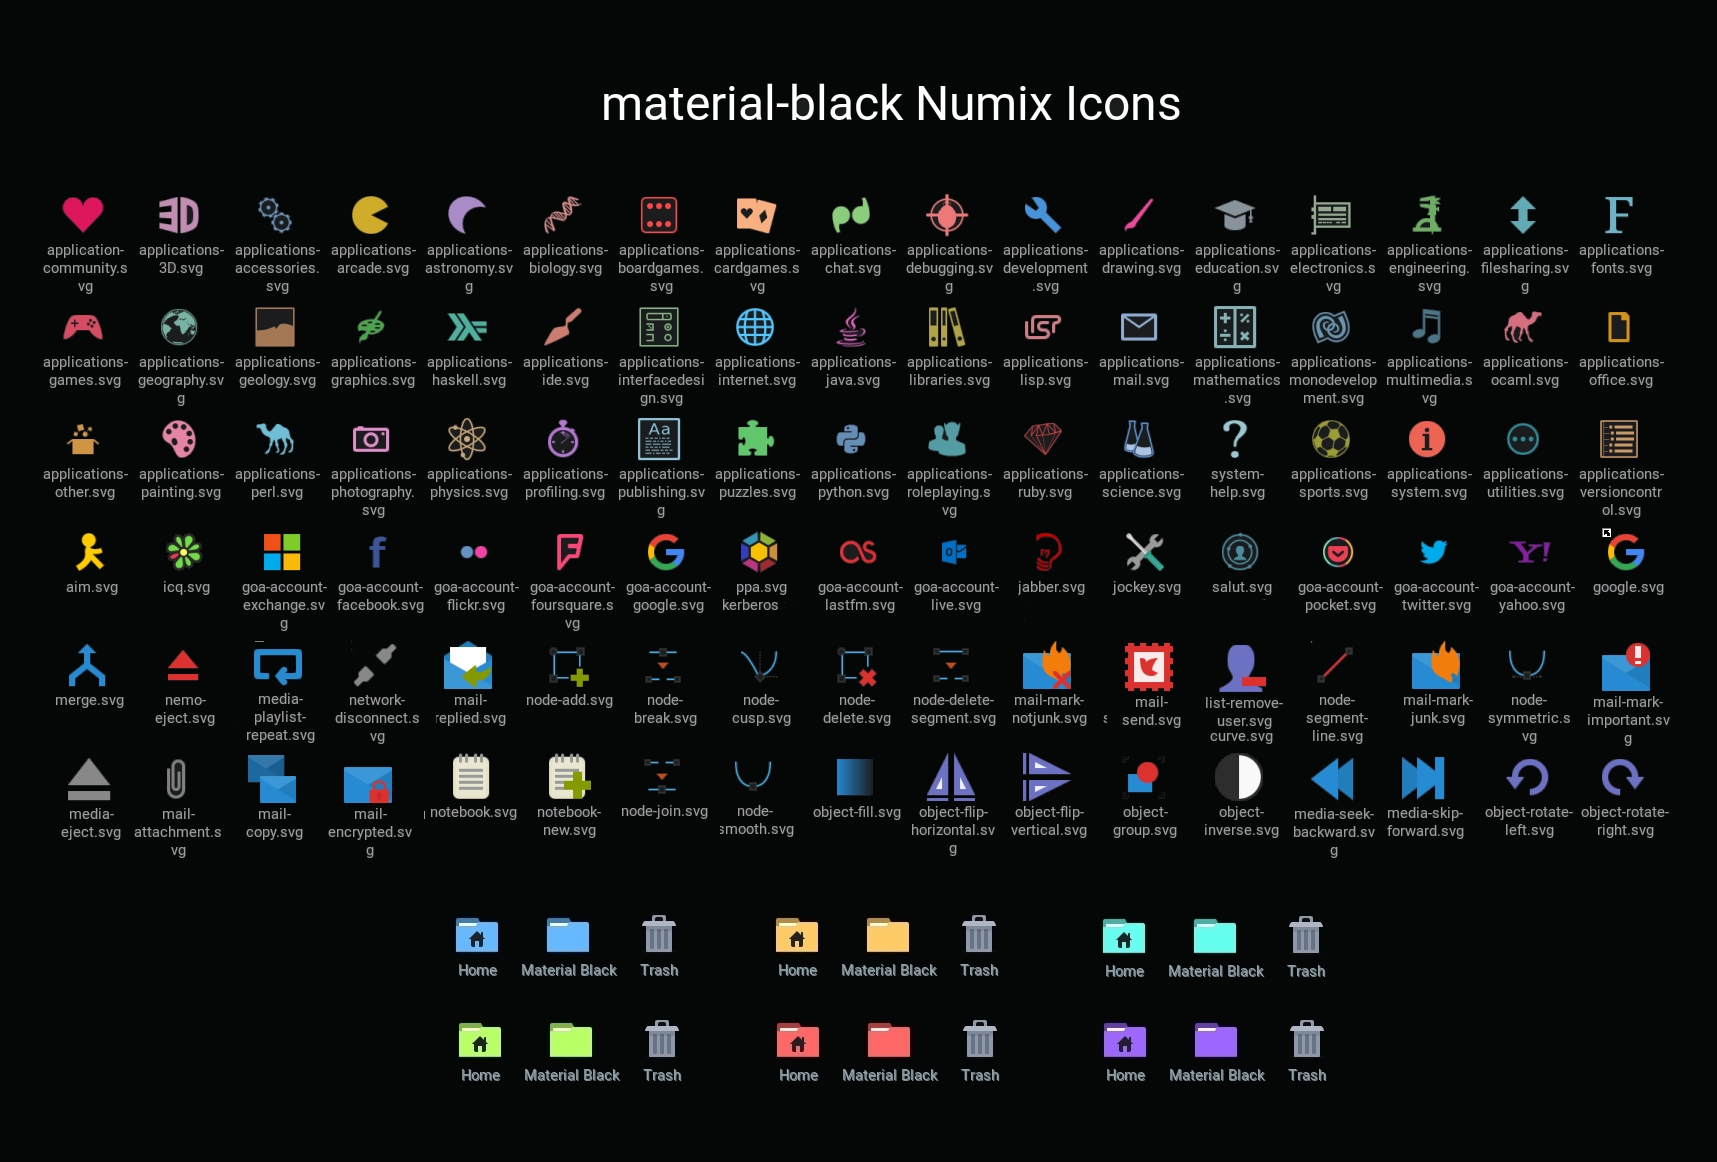 material-black Numix Icons
application-community.svg
applications-3D.svg
applications-accessories.svg
applications-arcade.svg
applications-astronomy.svg
applications-biology.svg
applications-boardgames.svg
applications-cardgames.svg
applications-chat.svg
applications-debugging.svg
applications-development.svg
applications-drawing.svg
applications-education.svg
applications-electronics.svg
applications-engineering.svg
applications-filesharing.svg
applications-fonts.svg
applications-games.svg
applications-geography.svg
applications-geology.svg
applications-graphics.svg
applications-haskell.svg
applications-ide.svg
applications-interfacedesign.svg
applications-internet.svg
applications-java.svg
applications-libraries.svg
applications-lisp.svg
applications-mail.svg
applications-mathematics.svg
applications-monodevelopment.svg
applications-multimedia.svg
applications-ocaml.svg
applications-office.svg
applications-other.svg
applications-painting.svg
applications-perl.svg
applications-photography.svg
applications-physics.svg
applications-profiling.svg
applications-publishing.svg
applications-puzzles.svg
applications-python.svg
applications-roleplaying.svg
applications-ruby.svg
applications-science.svg
system-help.svg
applications-sports.svg
applications-system.svg
applications-utilities.svg
applications-versioncontrol.svg
aim.svg
icq.svg
goa-account-exchange.svg
goa-account-facebook.svg
goa-account-flickr.svg
goa-account-foursquare.svg
goa-account-google.svg
ppa.svg
kerberos
goa-account-lastfm.svg
goa-account-live.svg
jabber.svg
jockey.svg
salut.svg
goa-account-pocket.svg
goa-account-twitter.svg
goa-account-yahoo.svg
google.svg
merge.svg
nemo-eject.svg
media-playlist-repeat.svg
network-disconnect.svg
mail-replied.svg
node-add.svg
node-break.svg
node-cusp.svg
node-delete.svg
node-delete-segment.svg
mail-mark-notjunk.svg
mail-send.svg
list-remove-user.svg
curve.svg
node-segment-line.svg
mail-mark-junk.svg
node-symmetric.svg
mail-mark-important.svg
media-eject.svg
mail-attachment.svg
mail-copy.svg
mail-encrypted.svg
notebook.svg
notebook-new.svg
node-join.svg
node-smooth.svg
object-fill.svg
object-flip-horizontal.svg
object-flip-vertical.svg
object-group.svg
object-inverse.svg
media-seek-backward.svg
media-skip-forward.svg
object-rotate-left.svg
object-rotate-right.svg
Home
Material Black
Trash
Home
Material Black
Trash
Home
Material Black
Trash
Home
Material Black
Trash
Home
Material Black
Trash
Home
Material Black
Trash